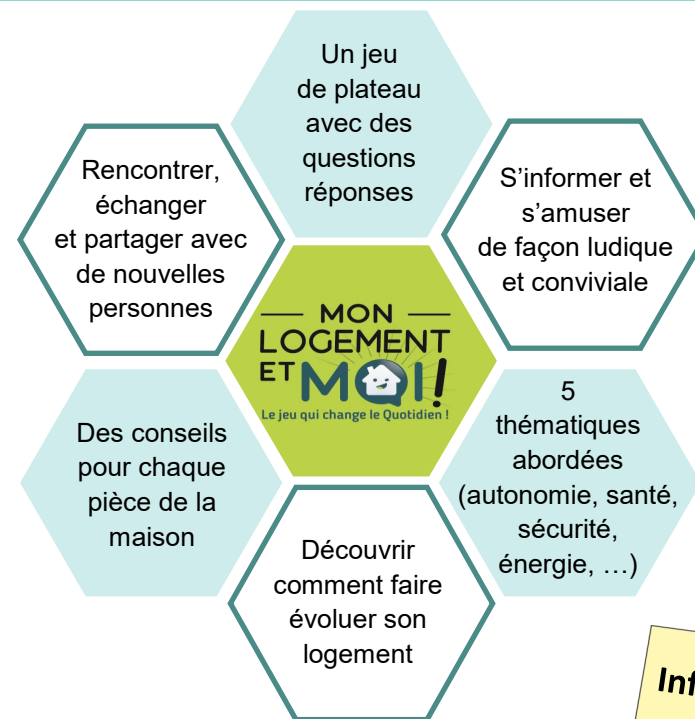 Un jeu
de plateau
avec des
questions
réponses
Rencontrer,
échanger
et partager avec
de nouvelles
personnes
S’informer et
s’amuser
de façon ludique
et conviviale
MON
LOGEMENT
ET MOI!
Le jeu qui change le Quotidien !
Des conseils
pour chaque
pièce de la
maison
5
thématiques
abordées
(autonomie, santé,
sécurité,
énergie, …)
Découvrir
comment faire
évoluer son
logement